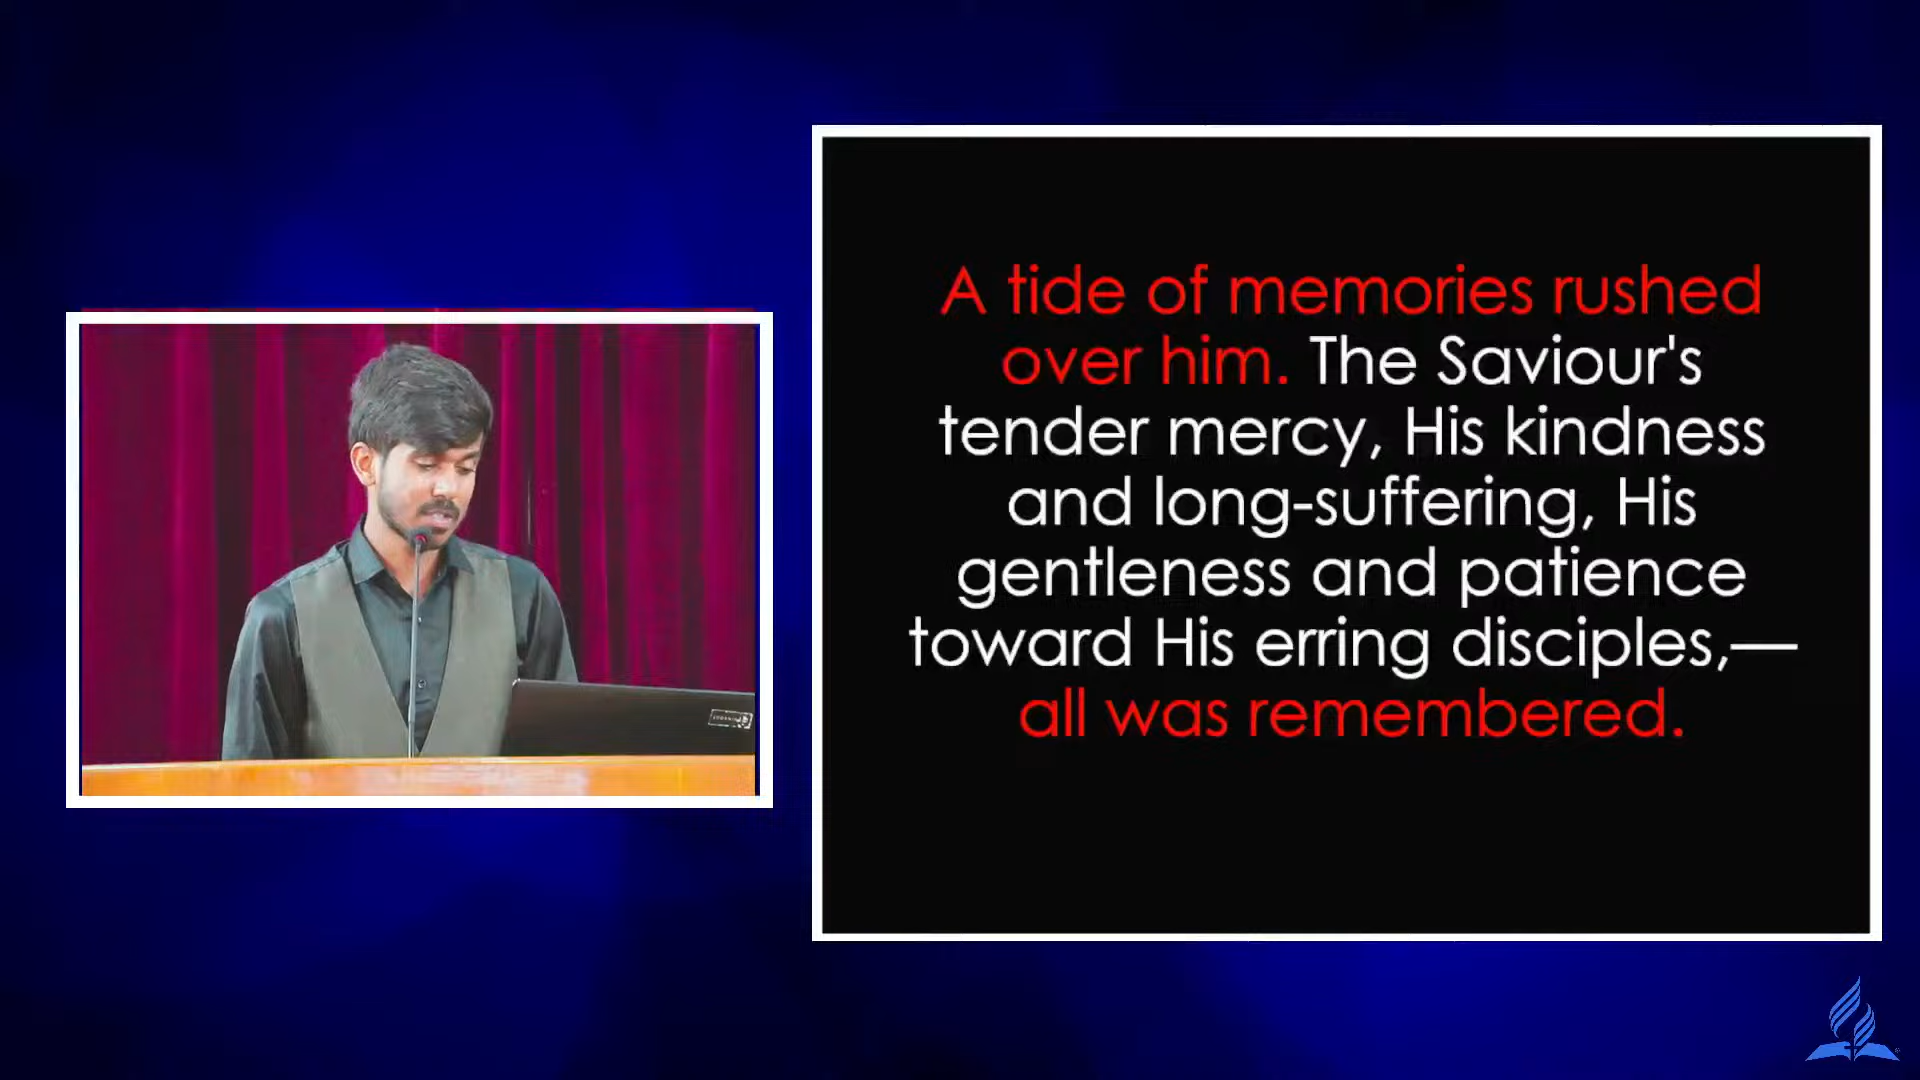 A tide of memories rushed
over him. The Saviour's
tender mercy, His kindness
and long-suffering, His
gentleness and patience
toward His erring disciples,—
all was remembered.